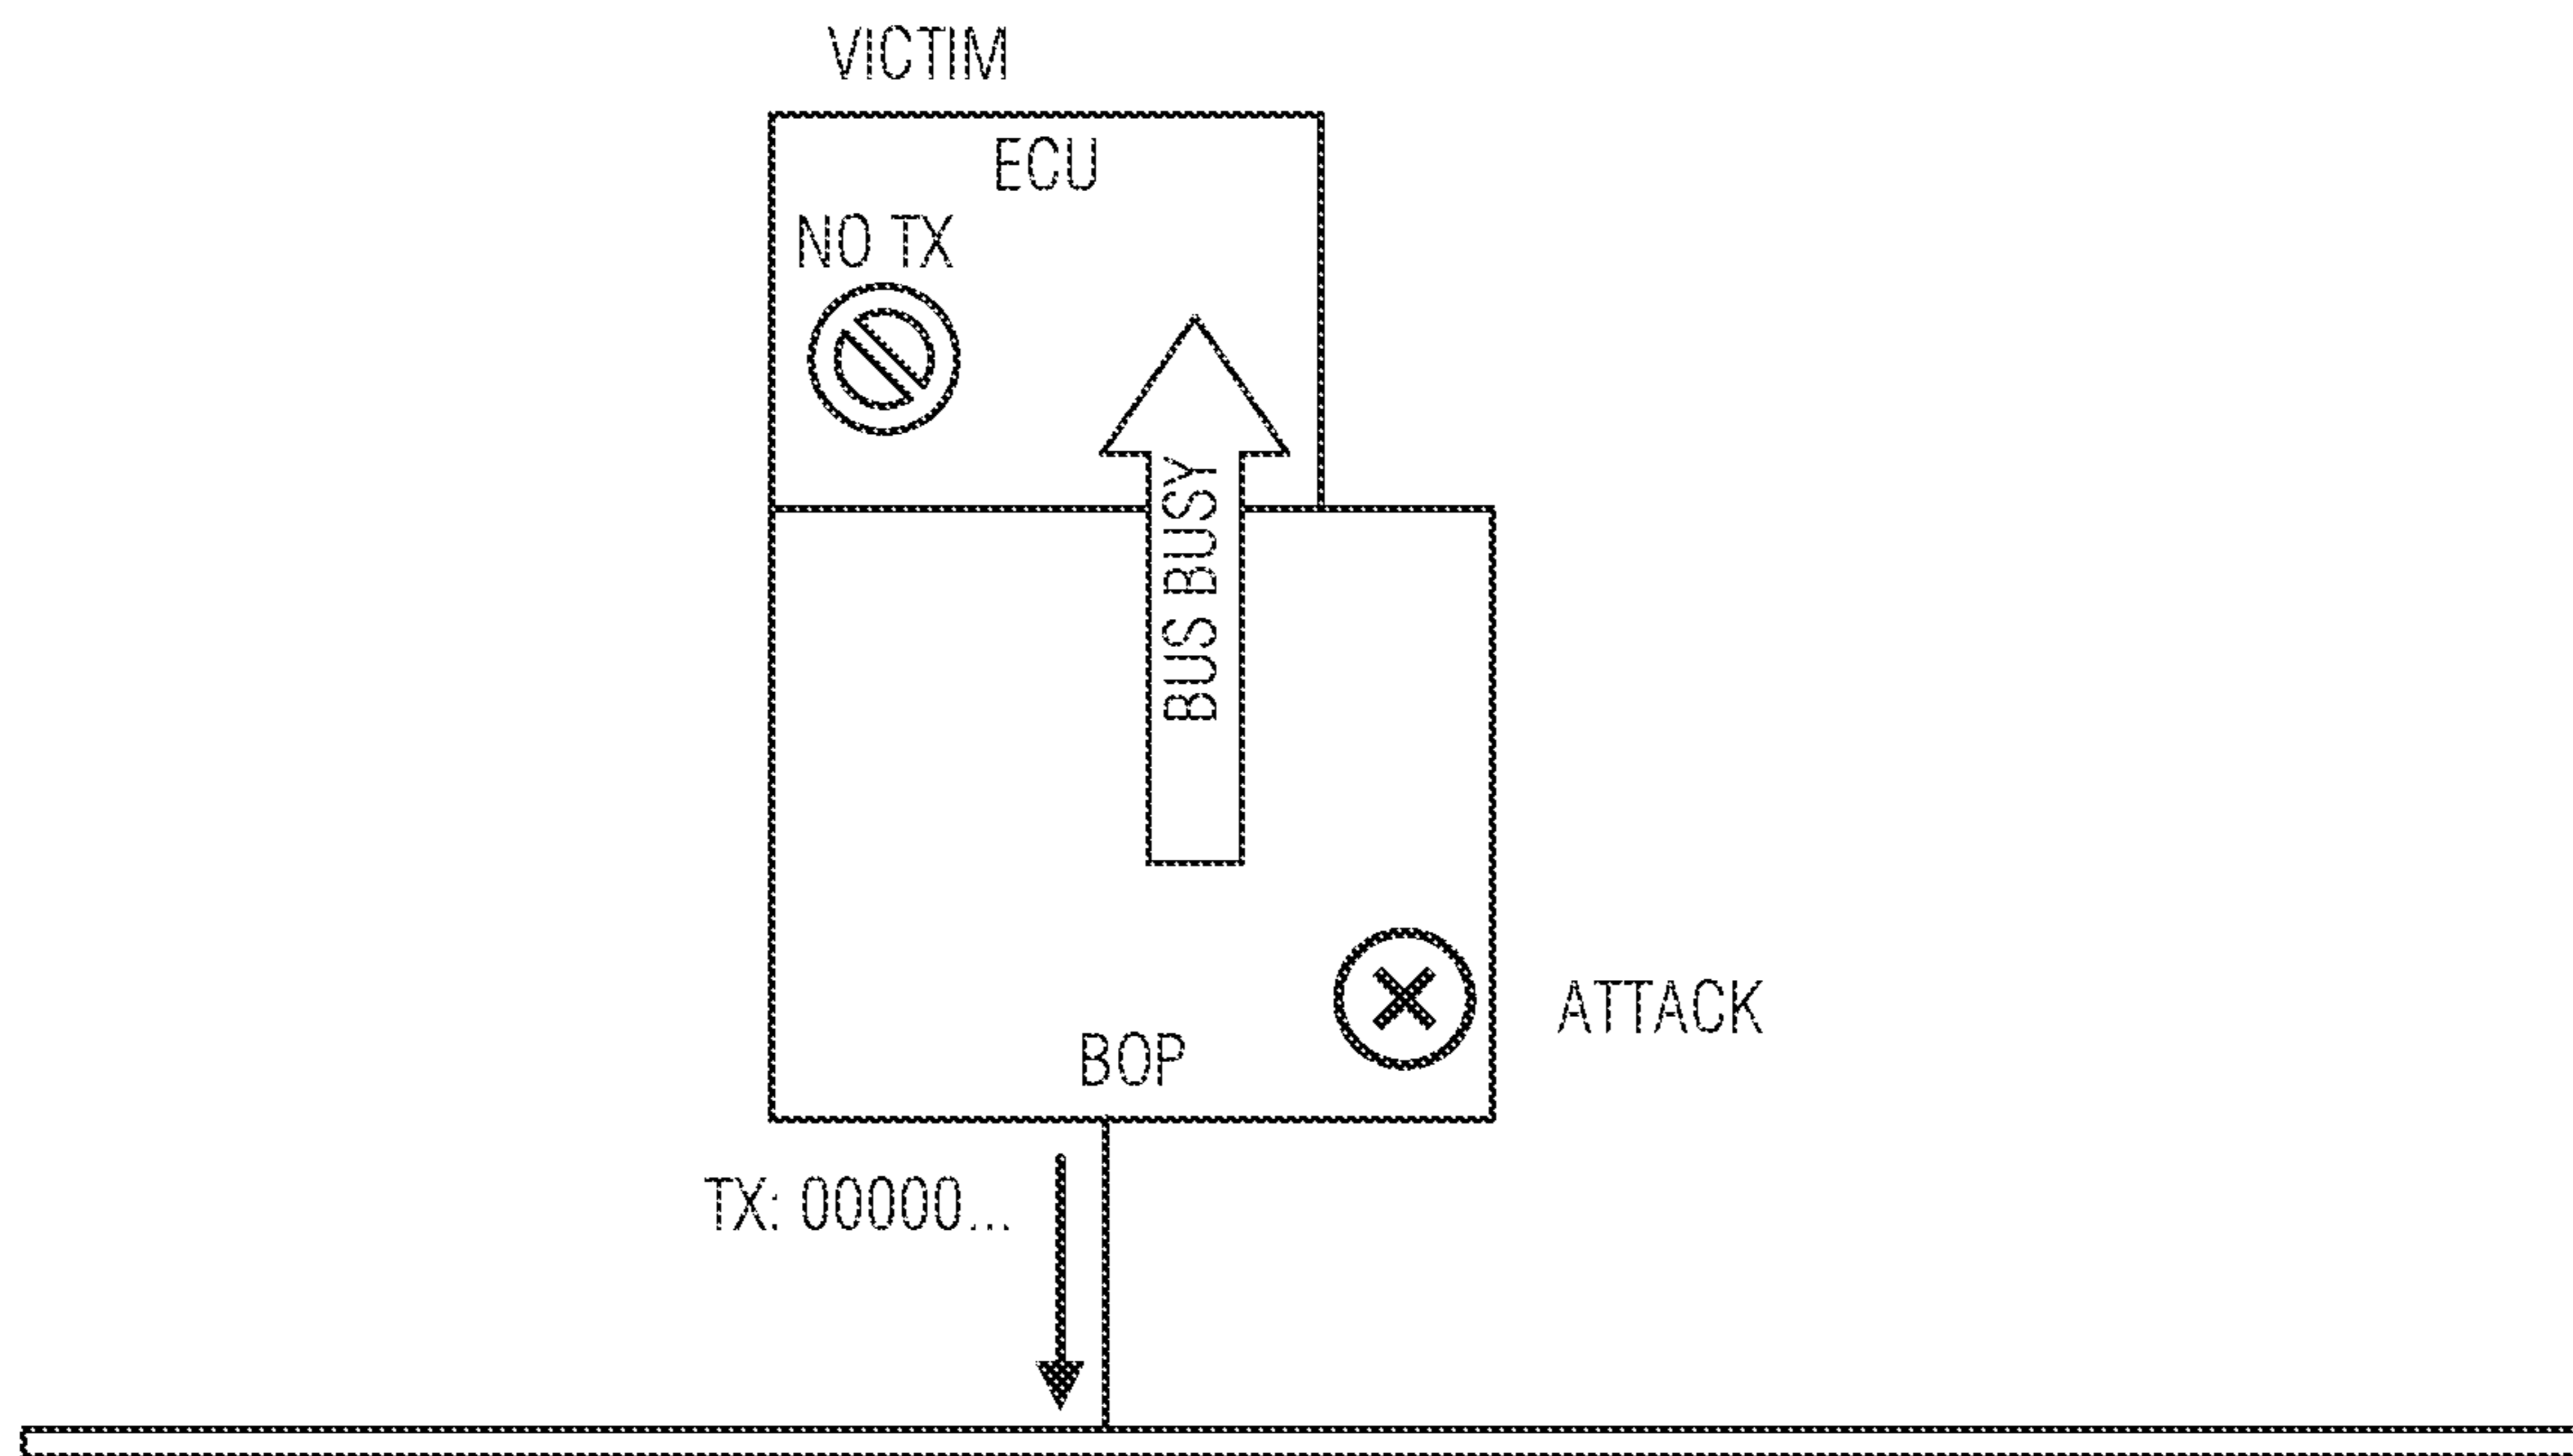 VICTIM
ECU
NO TX
BUS BUSY
ATTACK
BOP
TX: 00000...